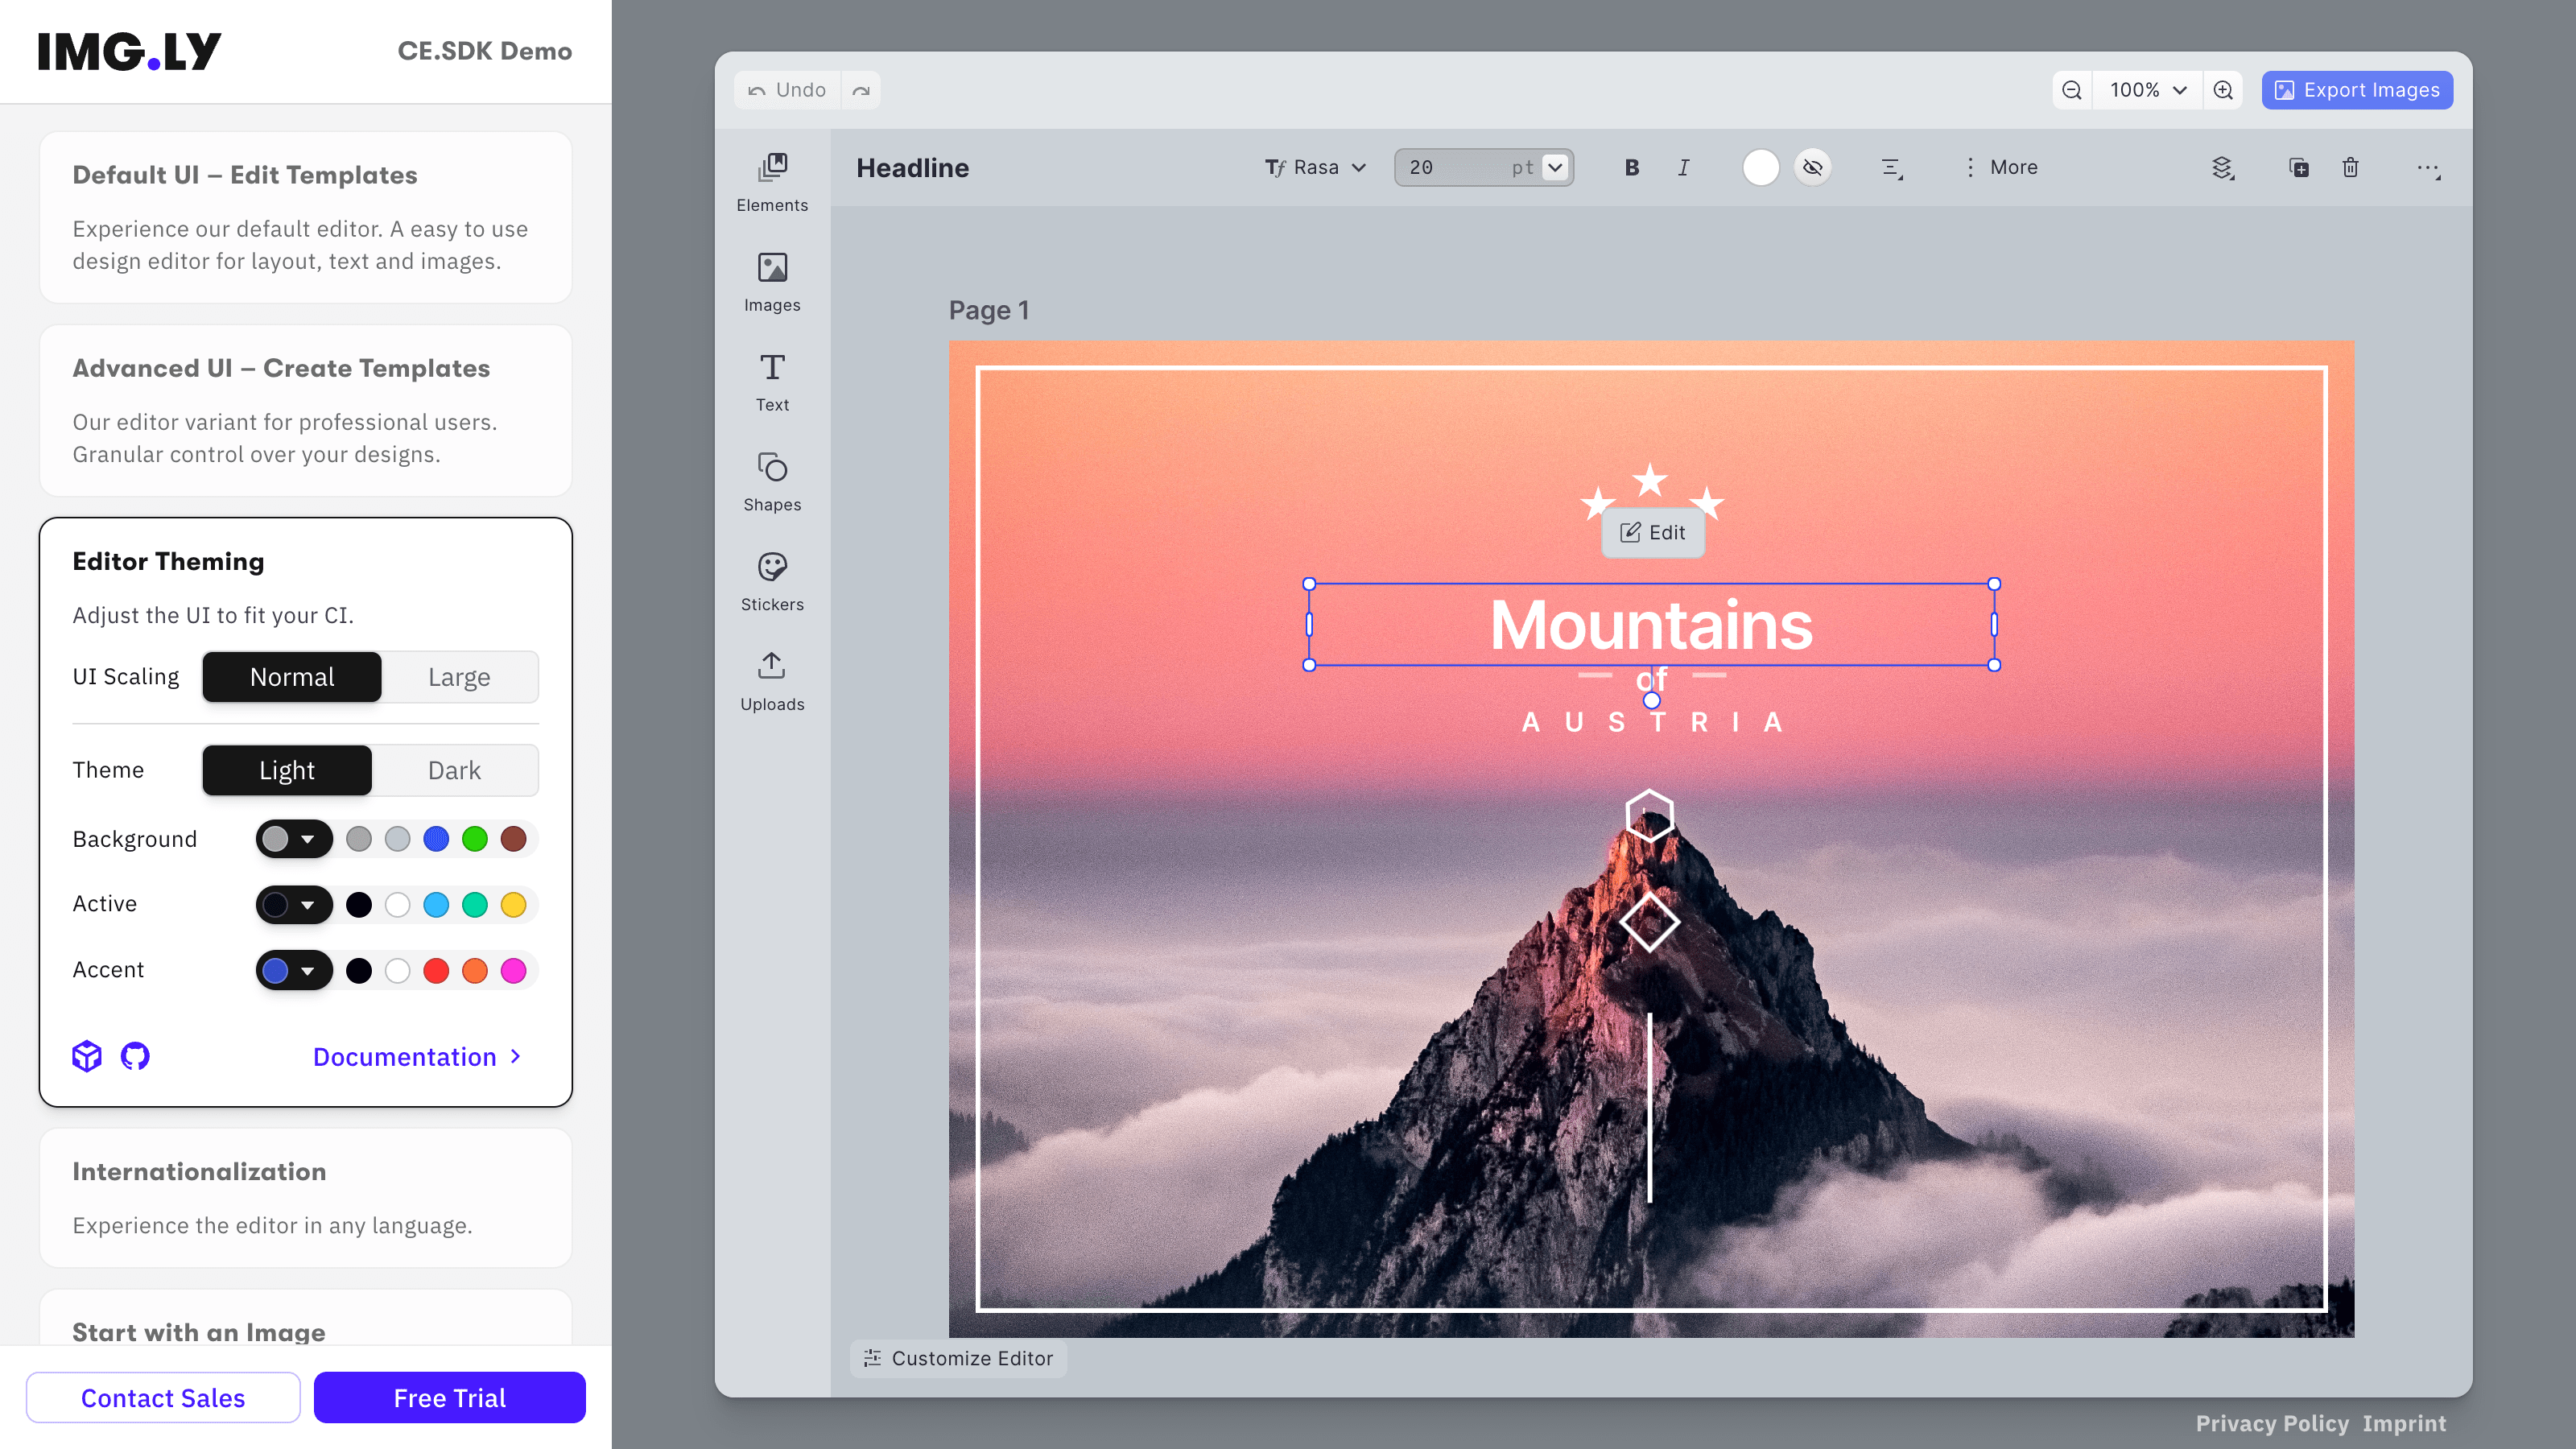 IMG.LY
CE.SDK Demo
Default UI – Edit Templates
Experience our default editor. A easy to use
design editor for layout, text and images.
Advanced UI – Create Templates
Our editor variant for professional users.
Granular control over your designs.
Editor Theming
Adjust the UI to fit your CI.
UI Scaling
Normal
Large
Theme
Light
Dark
Background
Active
Accent
Documentation
Internationalization
Experience the editor in any language.
Start with an Image
Contact Sales
Free Trial
Undo
100%
Export Images
Elements
Images
Text
Shapes
Stickers
Uploads
Headline
Rasa
20 pt
B
I
More
Page 1
Edit
Mountains
of
AUSTRIA
Customize Editor
Privacy Policy
Imprint